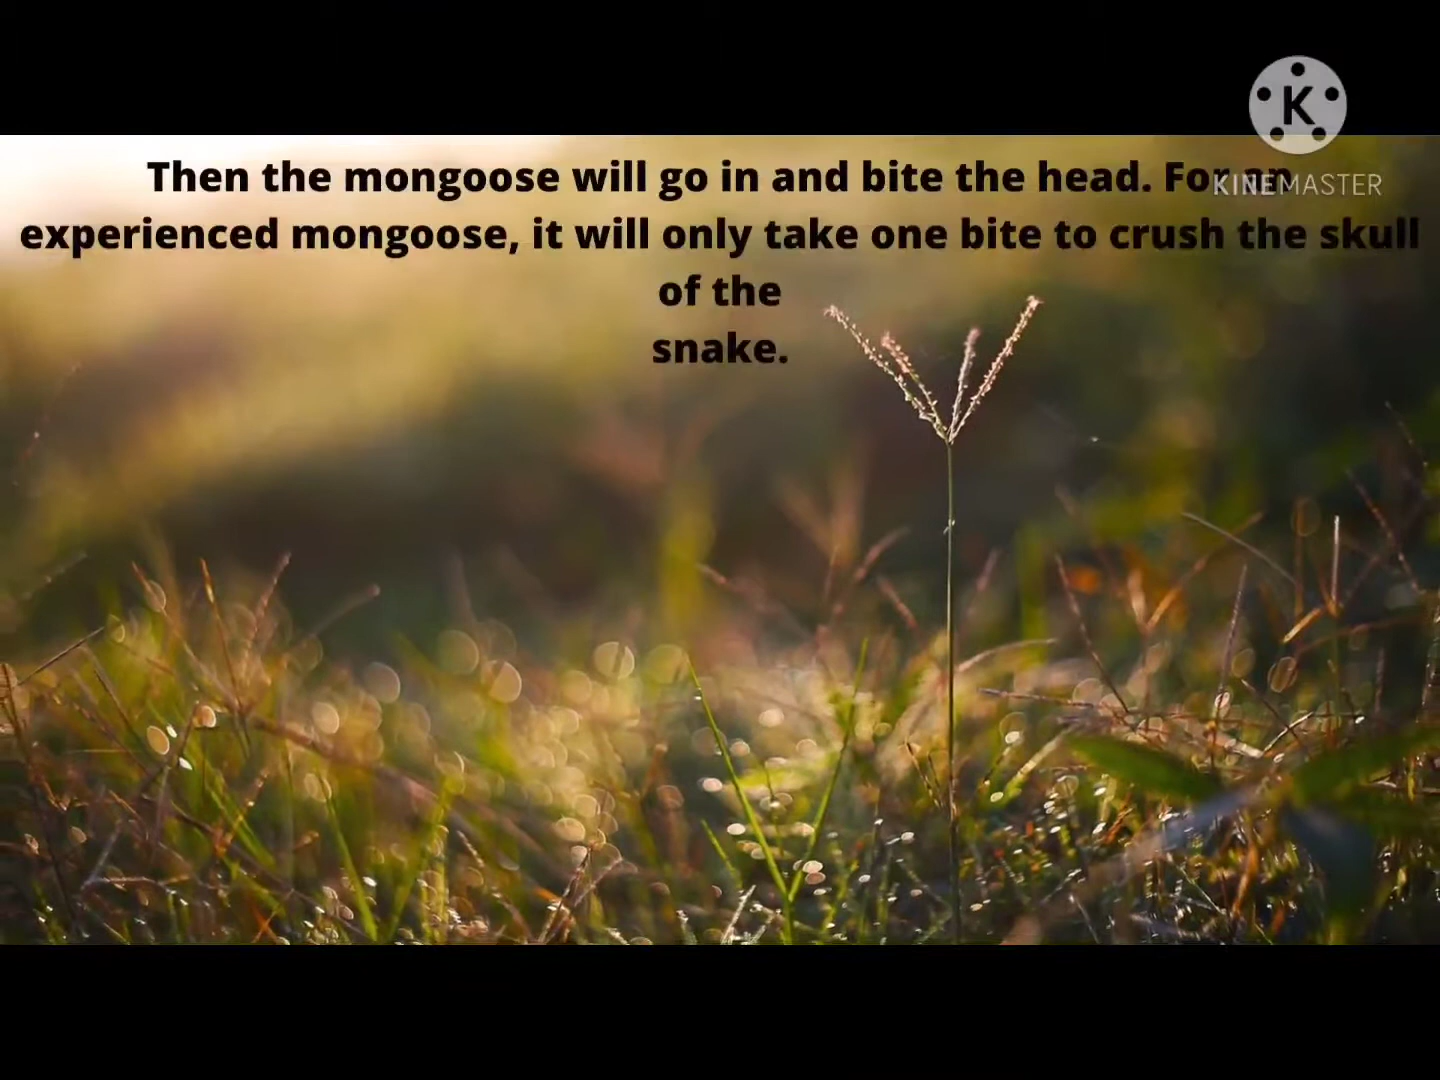 K
Then the mongoose will go in and bite the head. For an
KINEMASTER
experienced mongoose, it will only take one bite to crush the skull
of the
snake.